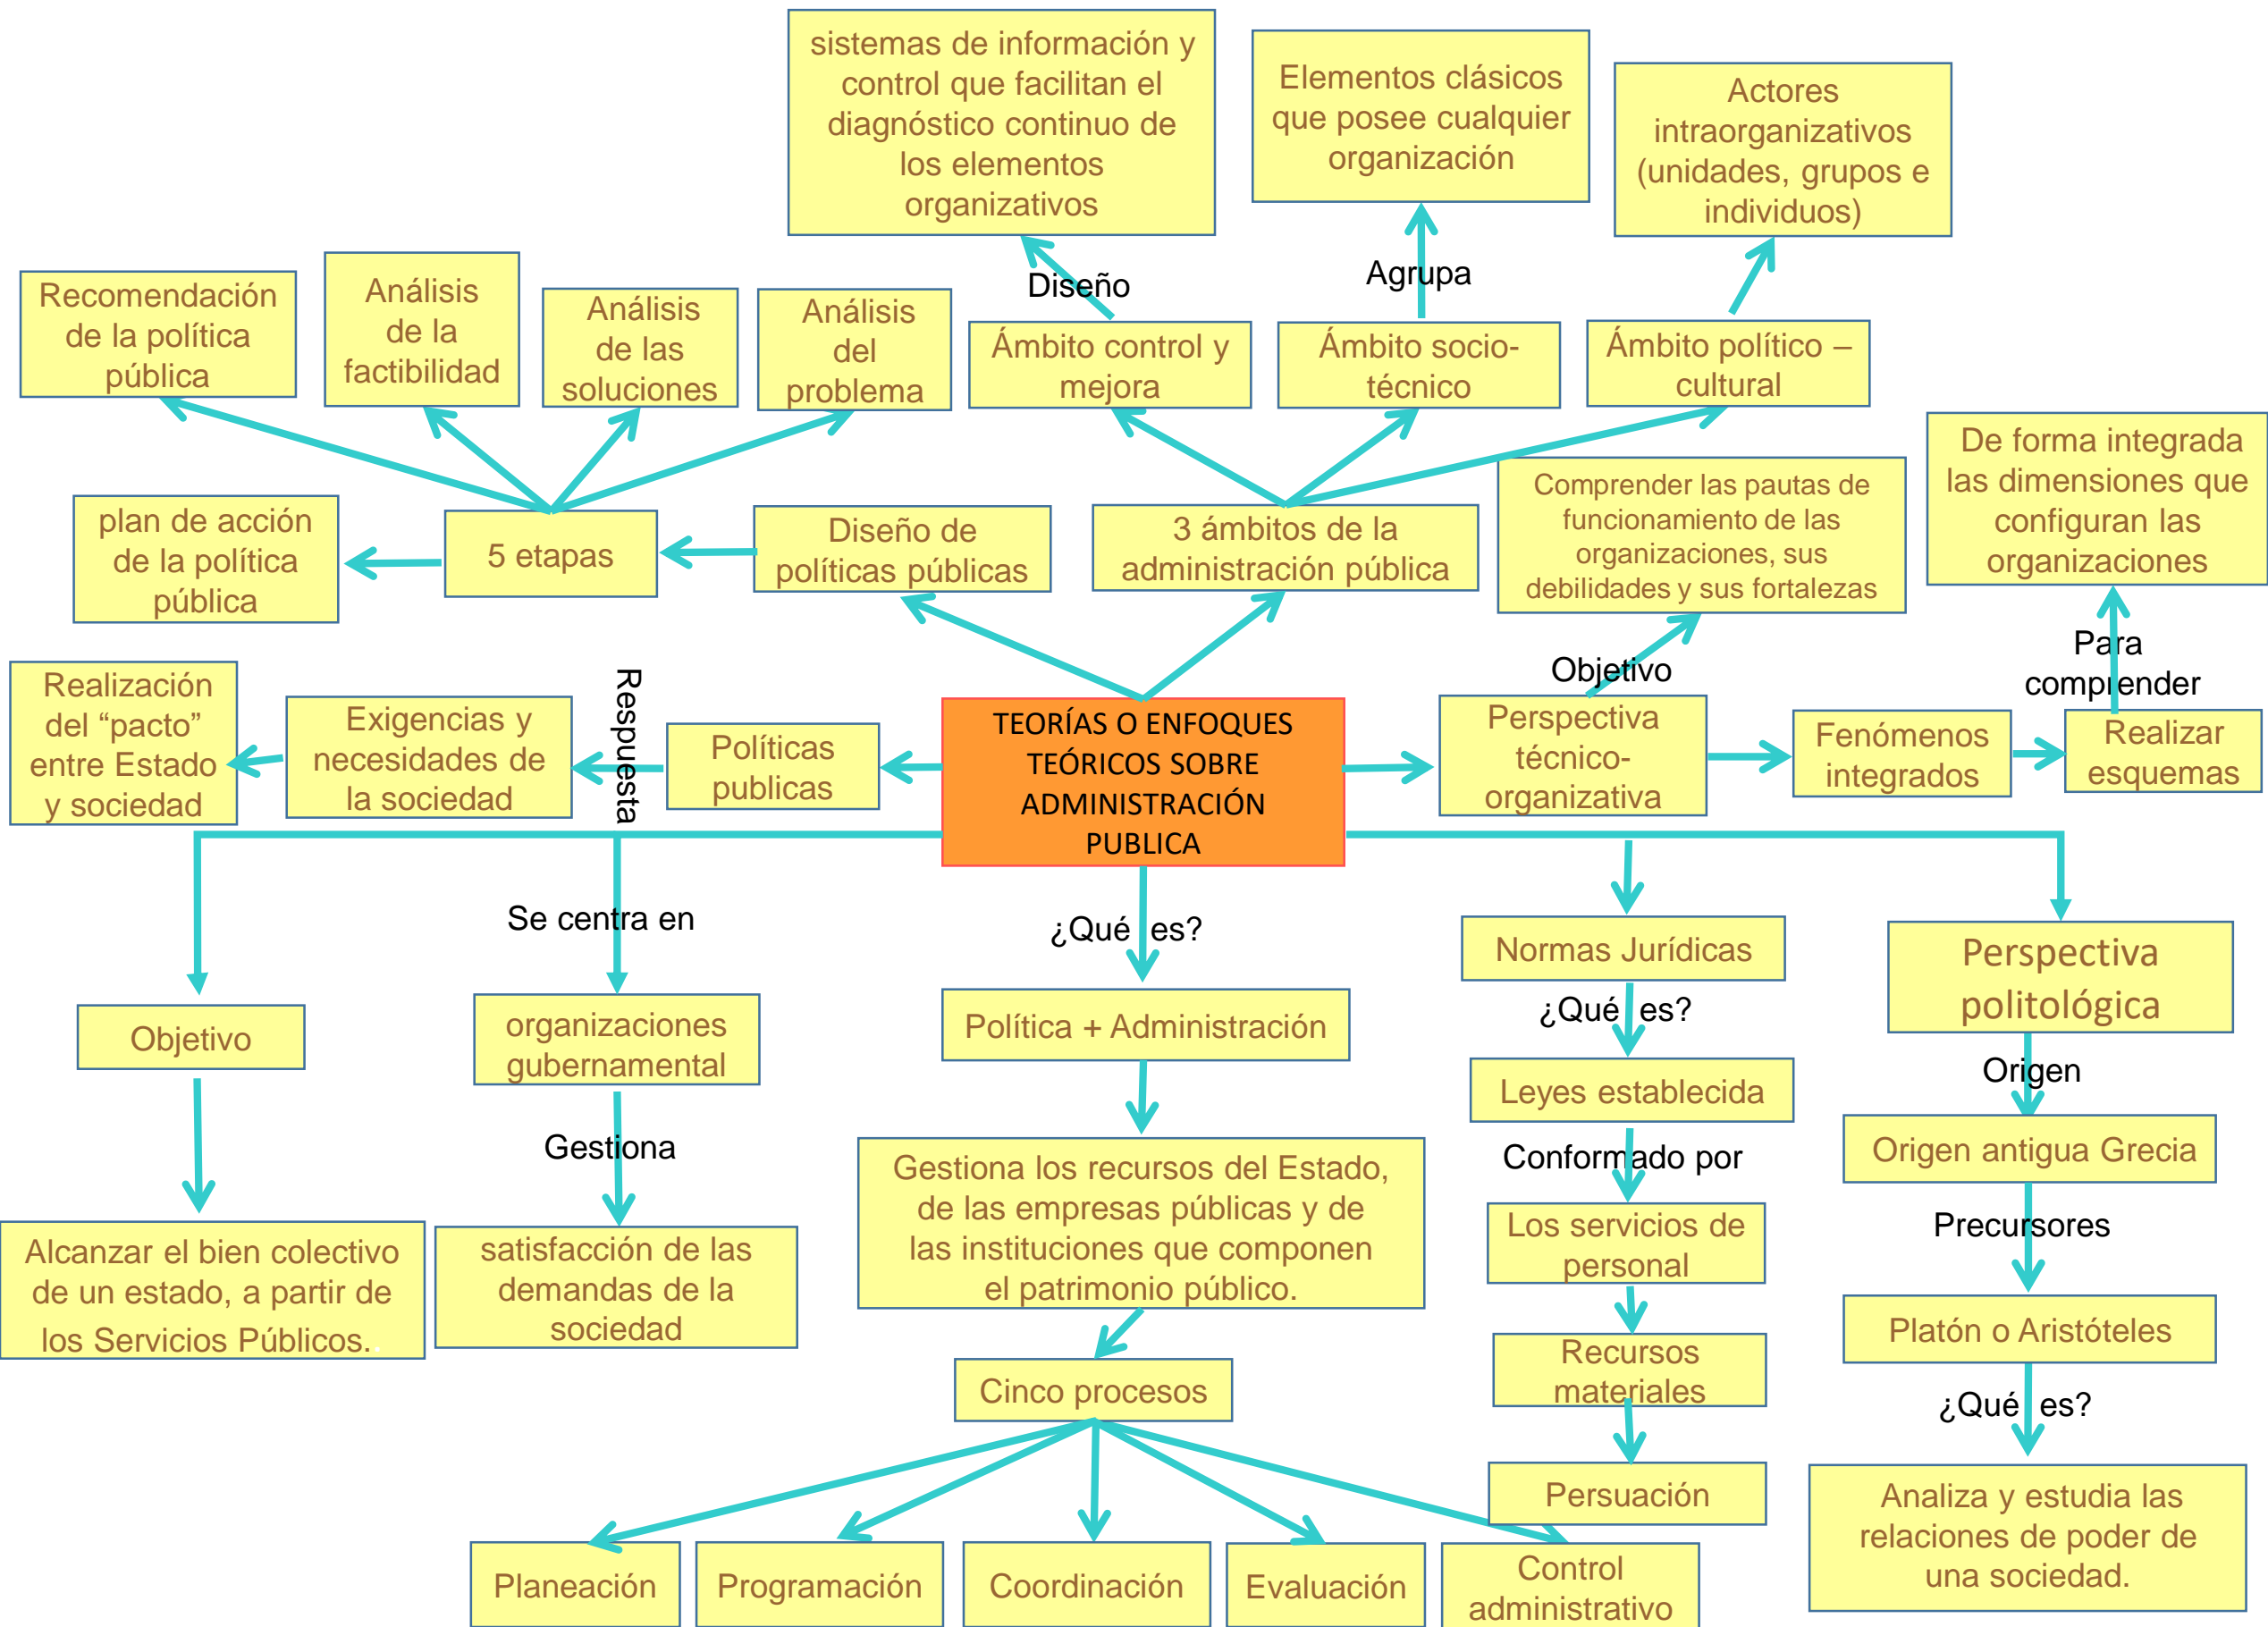 sistemas de información y
control que facilitan el
diagnóstico continuo de
los elementos
organizativos
Elementos clásicos
que posee cualquier
organización
Actores
intraorganizativos
(unidades, grupos e
individuos)
Diseño
Agrupa
Recomendación
de la política
pública
Análisis
de la
factibilidad
Análisis
de las
soluciones
Análisis
del
problema
Ámbito control y
mejora
Ámbito socio-
técnico
Ámbito político –
cultural
De forma integrada
las dimensiones que
configuran las
organizaciones
plan de acción
de la política
pública
5 etapas
Diseño de
políticas públicas
3 ámbitos de la
administración pública
Comprender las pautas de
funcionamiento de las
organizaciones, sus
debilidades y sus fortalezas
Objetivo
Para
comprender
Realización
del “pacto”
entre Estado
y sociedad
Exigencias y
necesidades de
la sociedad
Respuesta
Políticas
publicas
TEORÍAS O ENFOQUES
TEÓRICOS SOBRE
ADMINISTRACIÓN
PUBLICA
Perspectiva
técnico-
organizativa
Fenómenos
integrados
Realizar
esquemas
Se centra en
¿Qué es?
Normas Jurídicas
Perspectiva
politológica
Objetivo
organizaciones
gubernamental
Política + Administración
¿Qué es?
Leyes establecida
Origen
Origen antigua Grecia
Gestiona
Conformado por
Alcanzar el bien colectivo
de un estado, a partir de
los Servicios Públicos.
satisfacción de las
demandas de la
sociedad
Gestiona los recursos del Estado,
de las empresas públicas y de
las instituciones que componen
el patrimonio público.
Los servicios de
personal
Precursores
Platón o Aristóteles
Cinco procesos
Recursos
materiales
¿Qué es?
Persuación
Analiza y estudia las
relaciones de poder de
una sociedad.
Planeación
Programación
Coordinación
Evaluación
Control
administrativo